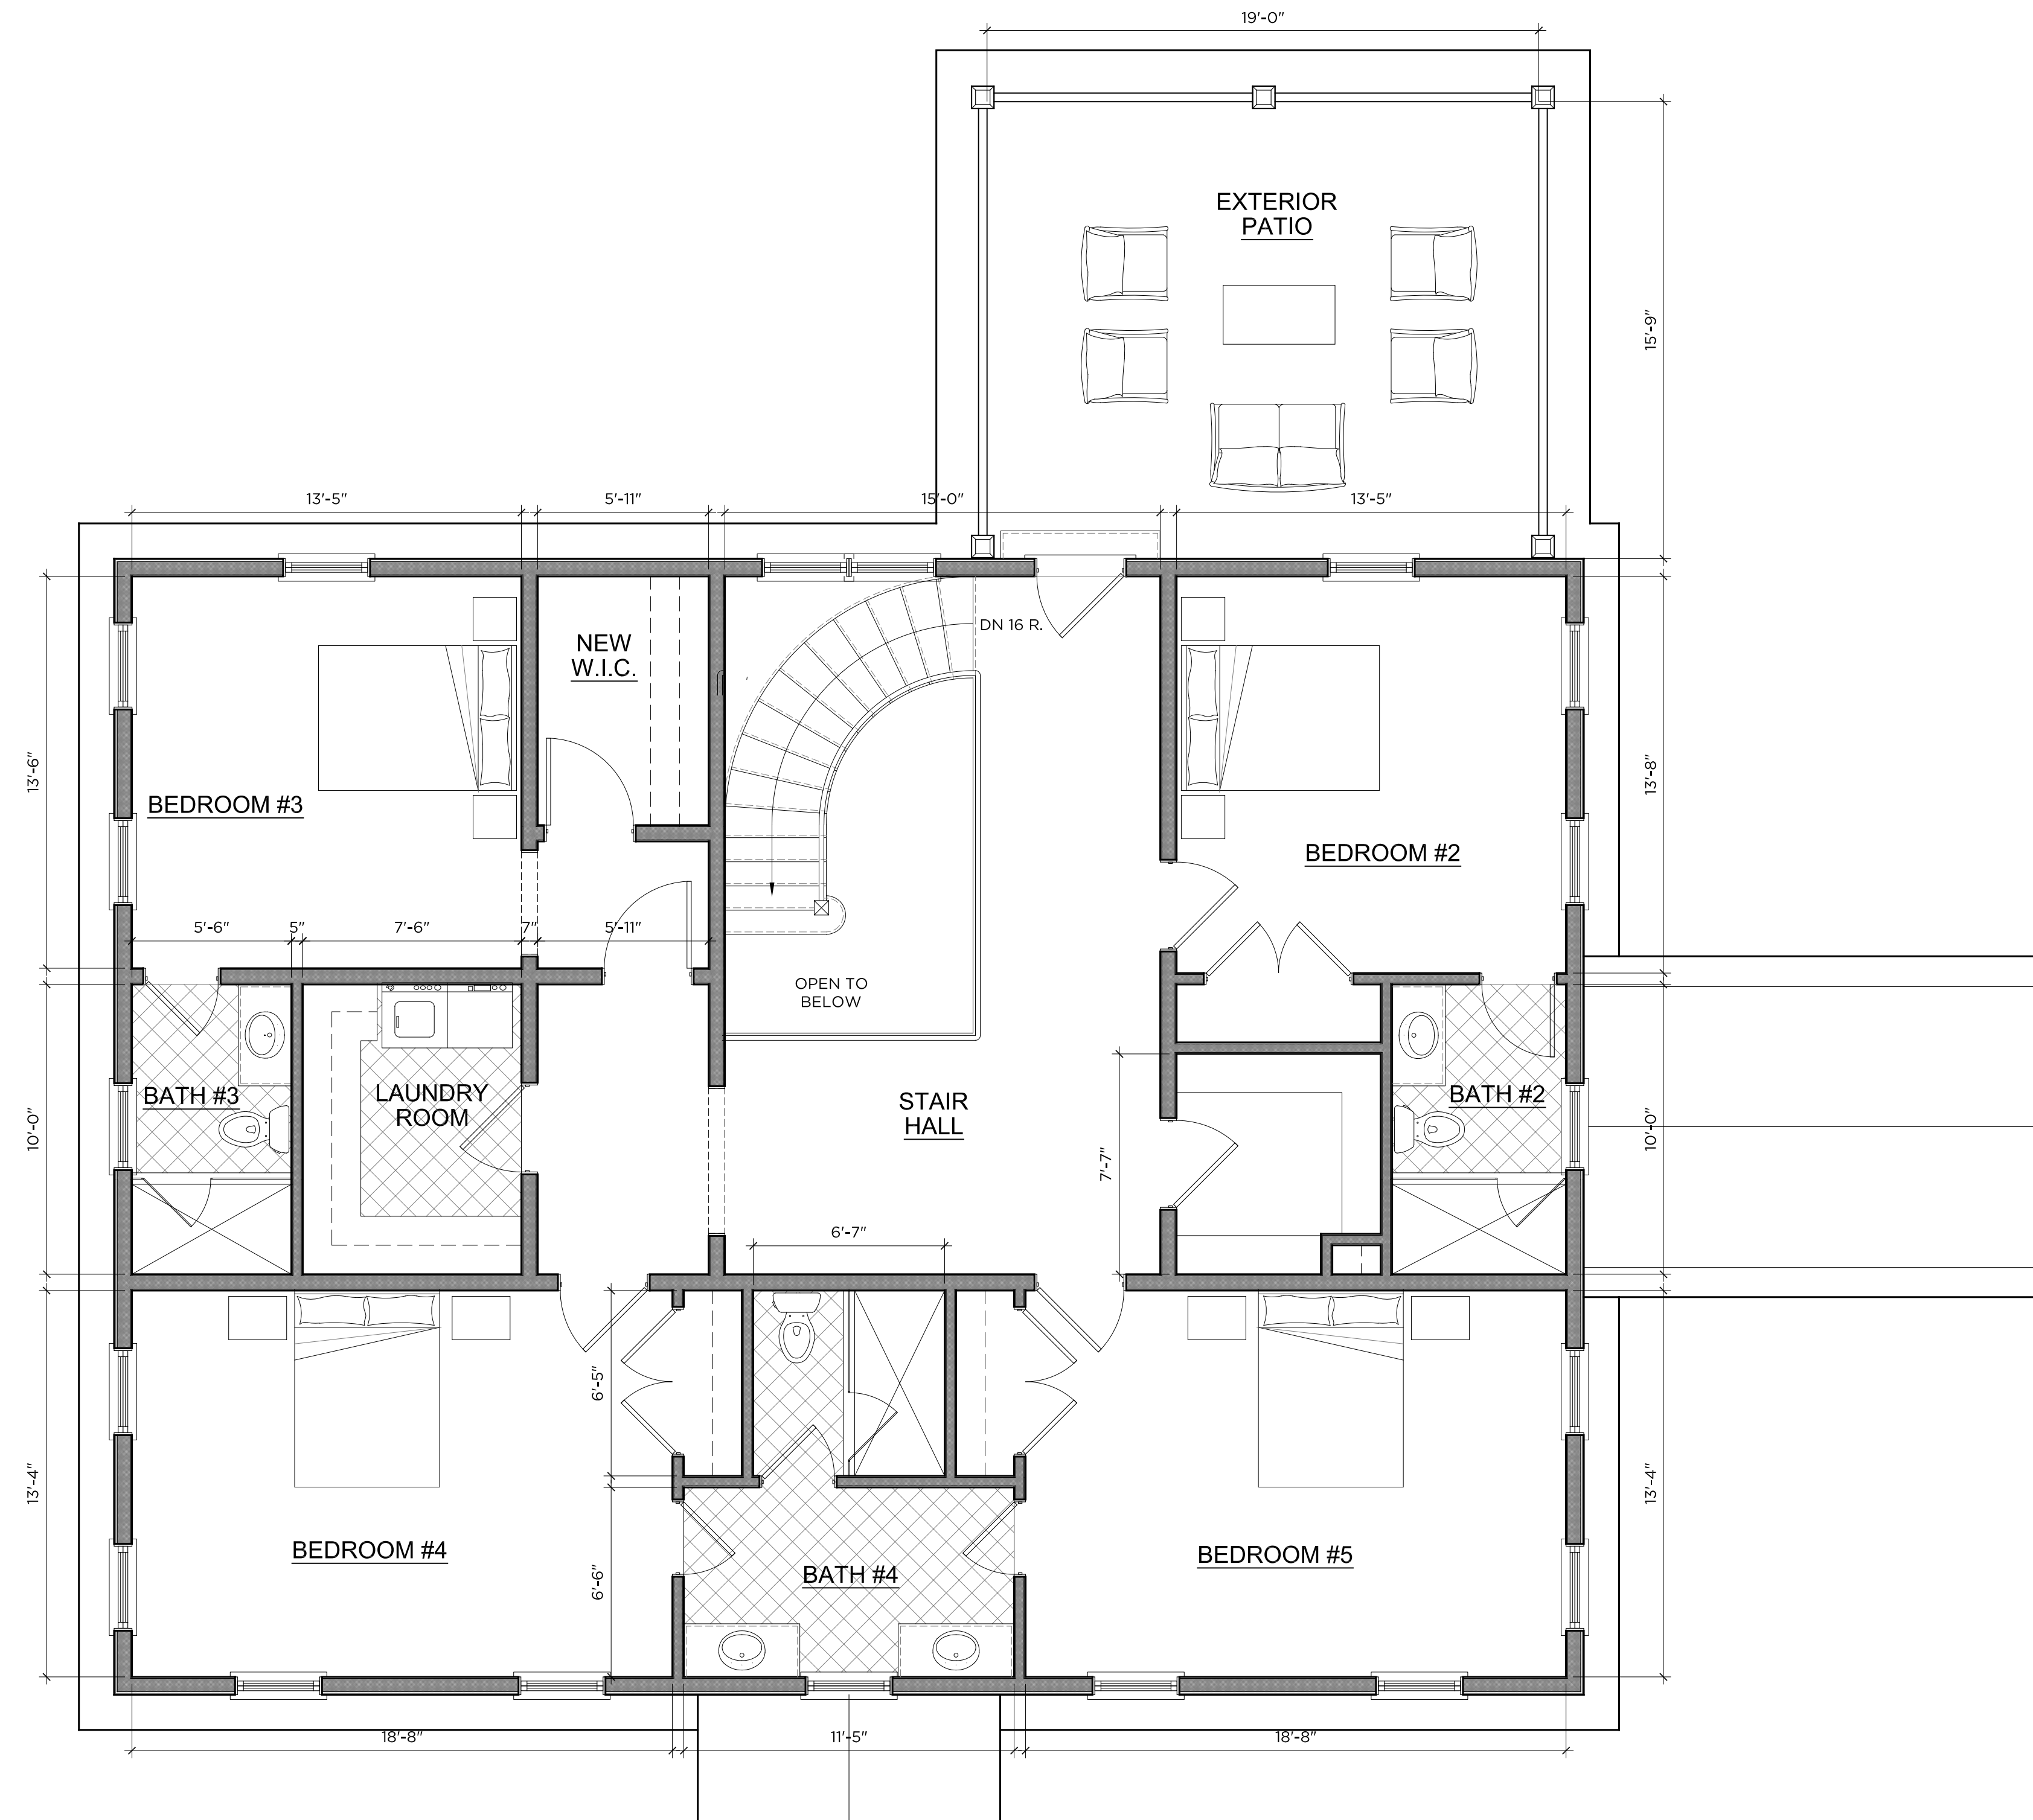 19'-0"
EXTERIOR
PATIO
15'-9"
13'-5"
5'-11"
15'-0"
13'-5"
DN 16 R.
NEW
W.I.C.
13'-6"
13'-8"
BEDROOM #3
BEDROOM #2
5'-6"
5"
7'-6"
7"
5'-11"
OPEN TO
BELOW
BATH #3
LAUNDRY
ROOM
STAIR
HALL
BATH #2
10'-0"
7'-7"
10'-0"
6'-7"
6'-5"
13'-4"
13'-4"
BEDROOM #4
BEDROOM #5
BATH #4
6'-6"
18'-8"
11'-5"
18'-8"